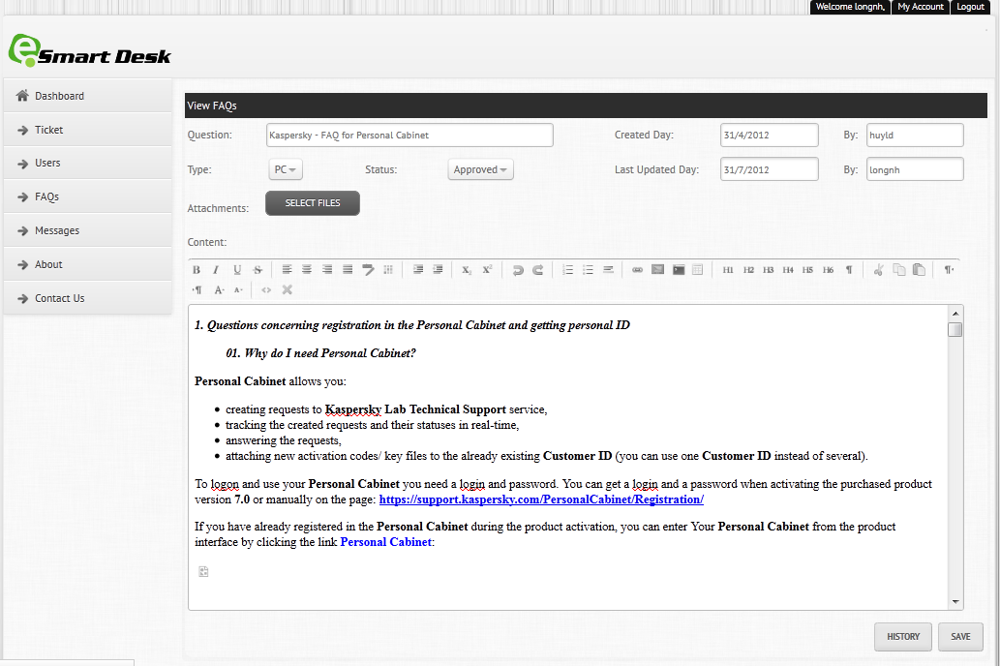 Welcome longnh, My Account Logout
eSmart Desk
Dashboard
Ticket
Users
FAQs
Messages
About
Contact Us
View FAQs
Question: Kaspersky - FAQ for Personal Cabinet Created Day: 31/4/2012 By: huyld
Type: PC Status: Approved Last Updated Day: 31/7/2012 By: longnh
Attachments: SELECT FILES
Content:
B I U S X₂ X² H1 H2 H3 H4 H5 H6 ¶ ¶
¶ A A
1. Questions concerning registration in the Personal Cabinet and getting personal ID
01. Why do I need Personal Cabinet?
Personal Cabinet allows you:
• creating requests to Kaspersky Lab Technical Support service,
• tracking the created requests and their statuses in real-time,
• answering the requests,
• attaching new activation codes/ key files to the already existing Customer ID (you can use one Customer ID instead of several).
To logon and use your Personal Cabinet you need a login and password. You can get a login and a password when activating the purchased product
version 7.0 or manually on the page: https://support.kaspersky.com/PersonalCabinet/Registration/
If you have already registered in the Personal Cabinet during the product activation, you can enter Your Personal Cabinet from the product
interface by clicking the link Personal Cabinet:
HISTORY SAVE